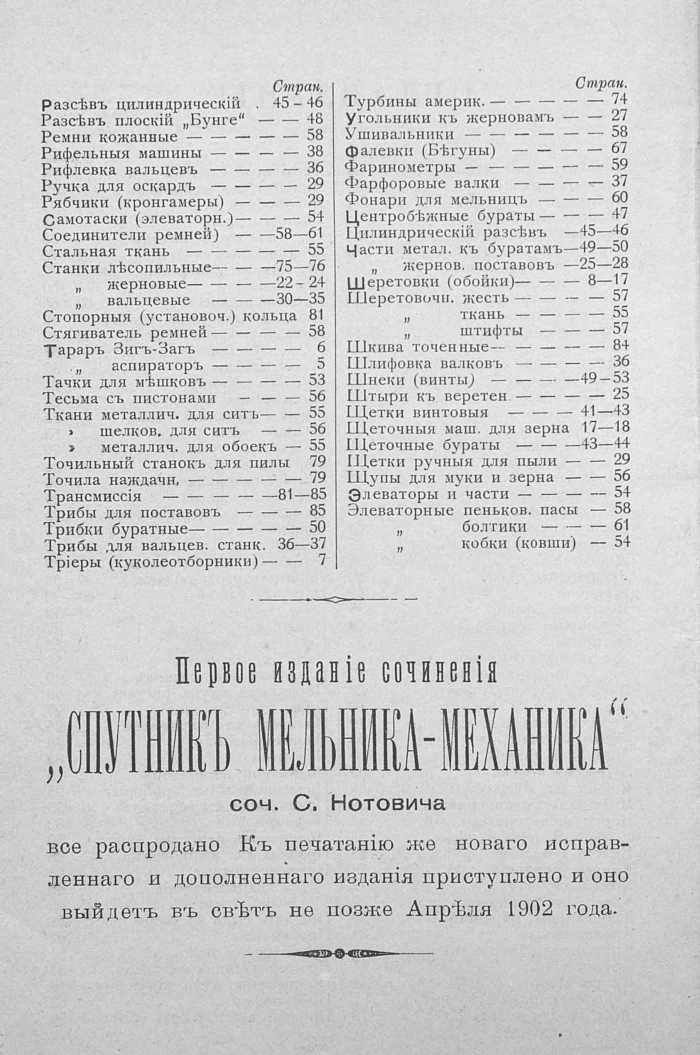 Стран.
Разсѣвъ цилиндрическій . 45–46
Разсѣвъ плоскій „Бунге“ — — 48
Ремни кожанные — — — — 58
Рифельныя машины — — — — 38
Рифлевка вальцевъ — — — — 36
Ручка для оскардъ — — — — 29
Рябчики (кронгамеры) — — — 29
Самотаски (элеваторн.) — — — 54
Соединители ремней) — —58—61
Стальная ткань — — — — — 55
Станки лѣсопильные— — —75—76
„ жерновые— — — —22—24
„ вальцевые — — —30—35
Стопорныя (установоч.) кольца 81
Стягиватель ремней — — — — 58
Тараръ Зигъ-Загъ — — — — 6
„ аспираторъ — — — — 5
Тачки для мѣшковъ — — — — 53
Тесьма съ пистонами — — — 56
Ткани металлич. для ситъ— — 55
„ шелков. для ситъ — — 56
„ металлич. для обоекъ — 55
Точильный станокъ для пилы 79
Точила наждачн, — — — — — 79
Трансмиссія — — — — —81—85
Трибы для поставовъ — — — 85
Трибки буратные— — — — — 50
Трибы для вальцев. станк. 36—37
Тріеры (куколеотборники) — — 7
Стран.
Турбины америк. — — — — — 74
Угольники къ жерновамъ — — 27
Ушивальники — — — — — — 58
Фалевки (Бѣгуны) — — — — 67
Фаринометры — — — — — — 59
Фарфоровые валки — — — — 37
Фонари для мельницъ — — — 60
Центробѣжные бураты — — — 47
Цилиндрическій разсѣвъ —45—46
Части метал. къ буратамъ—49—50
„ жернов. поставовъ —25—28
Шеретовки (обойки)— — — 8—17
Шеретовочн. жесть — — — — 57
„ ткань — — — — 55
„ штифты — — — 57
Шкива точенные— — — — — 84
Шлифовка валковъ — — — — 36
Шнеки (винты) — — — —49—53
Штыри къ веретен. — — — — 25
Щетки винтовыя — — — 41—43
Щеточныя маш. для зерна 17—18
Щеточные бураты — — —43—44
Щетки ручныя для пыли — — 29
Щупы для муки и зерна — — 56
Элеваторы и части — — — — 54
Элеваторные пеньков. пасы — 58
„ болтики — — — 61
„ кобки (ковши) — 54
Первое изданіе сочиненія
„СПУТНИКЪ МЕЛЬНИКА-МЕХАНИКА“
соч. С. Нотовича
все распродано Къ печатанію же новаго исправ-
леннаго и дополненнаго изданія приступлено и оно
выйдетъ въ свѣтъ не позже Апрѣля 1902 года.